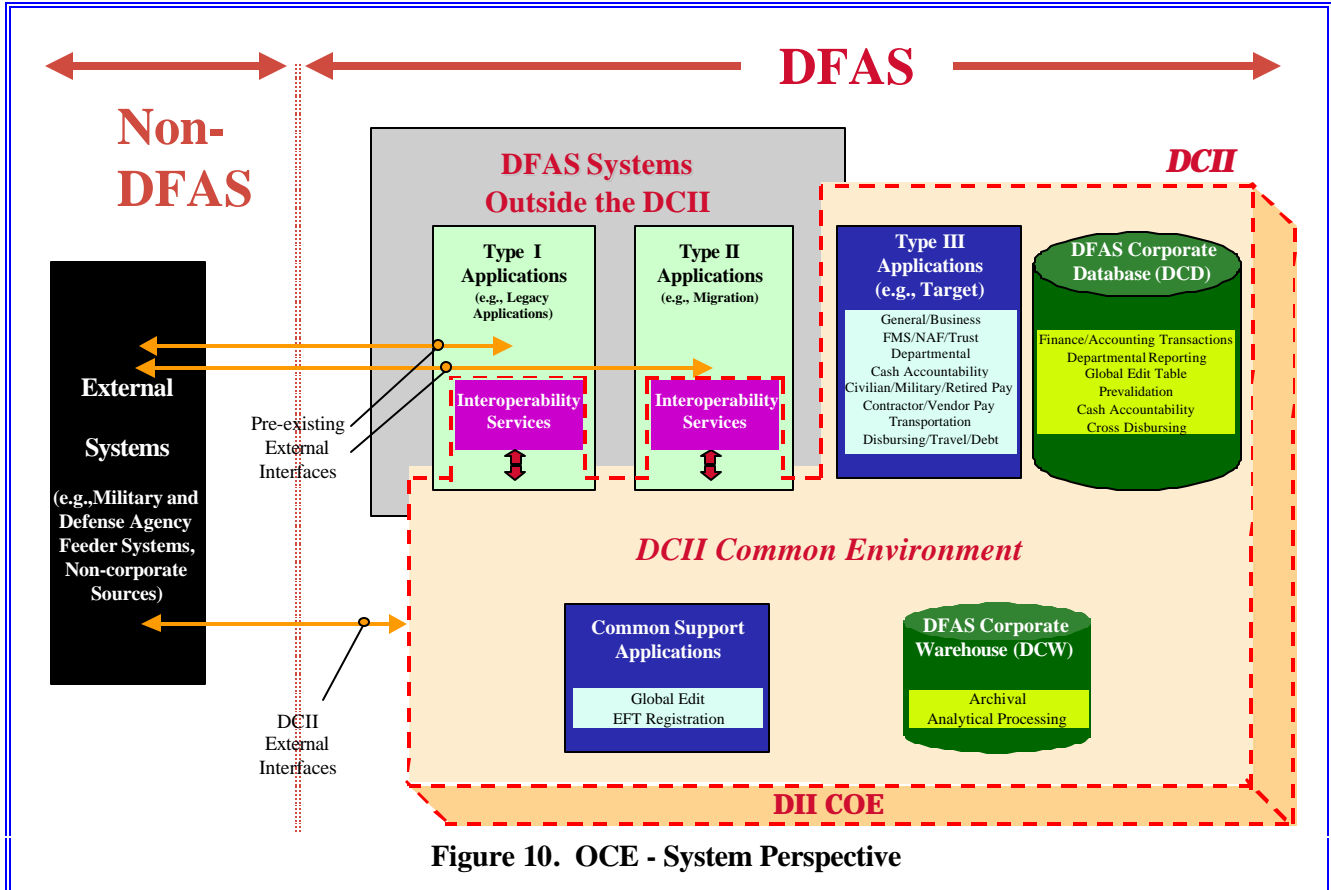 DFAS
Non-
DFAS
DFAS Systems
Outside the DCII
DCII
Type I
Applications
(e.g., Legacy
Applications)
Type II
Applications
(e.g., Migration)
Type III
Applications
(e.g., Target)
General/Business
FMS/NAF/Trust
Departmental
Cash Accountability
Civilian/Military/Retired Pay
Contractor/Vendor Pay
Transportation
Disbursing/Travel/Debt
DFAS Corporate
Database (DCD)
Finance/Accounting Transactions
Departmental Reporting
Global Edit Table
Prevalidation
Cash Accountability
Cross Disbursing
External
Systems
(e.g.,Military and
Defense Agency
Feeder Systems,
Non-corporate
Sources)
Pre-existing
External
Interfaces
Interoperability
Services
Interoperability
Services
DCII Common Environment
Common Support
Applications
Global Edit
EFT Registration
DFAS Corporate
Warehouse (DCW)
Archival
Analytical Processing
DCII
External
Interfaces
DII COE
Figure 10. OCE - System Perspective